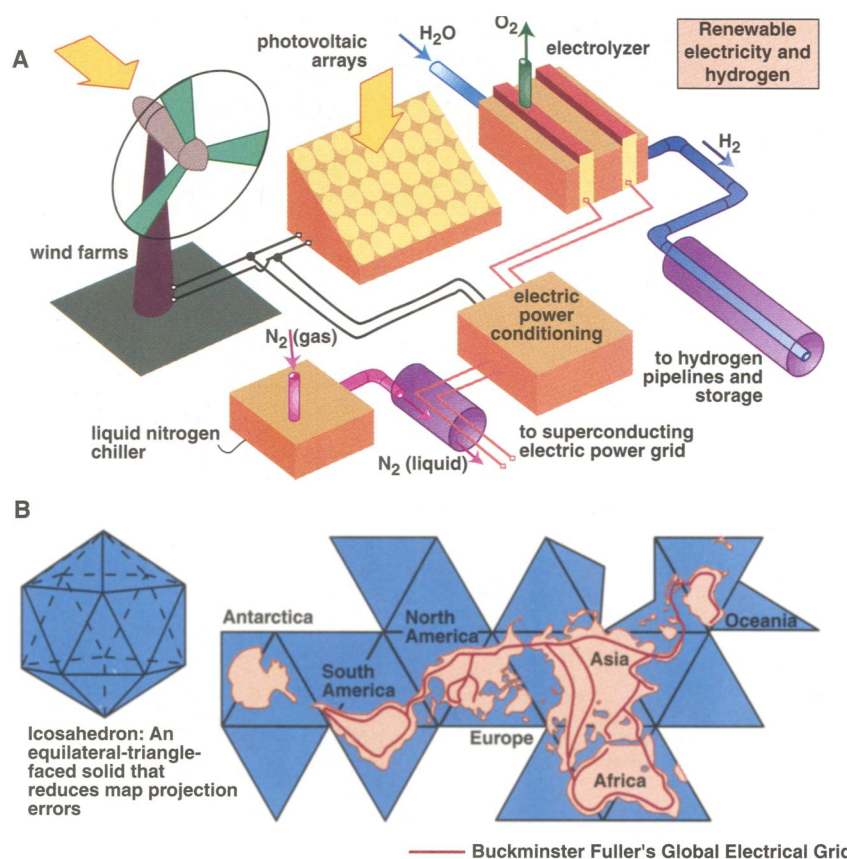 A
photovoltaic
arrays
H2O
O2
electrolyzer
Renewable
electricity and
hydrogen
H2
wind farms
electric
power
conditioning
N2 (gas)
to hydrogen
pipelines and
storage
liquid nitrogen
chiller
N2 (liquid)
to superconducting
electric power grid
B
Antarctica
North
America
Oceania
South
America
Asia
Europe
Africa
Icosahedron: An
equilateral-triangle-
faced solid that
reduces map projection
errors
Buckminster Fuller's Global Electrical Grid